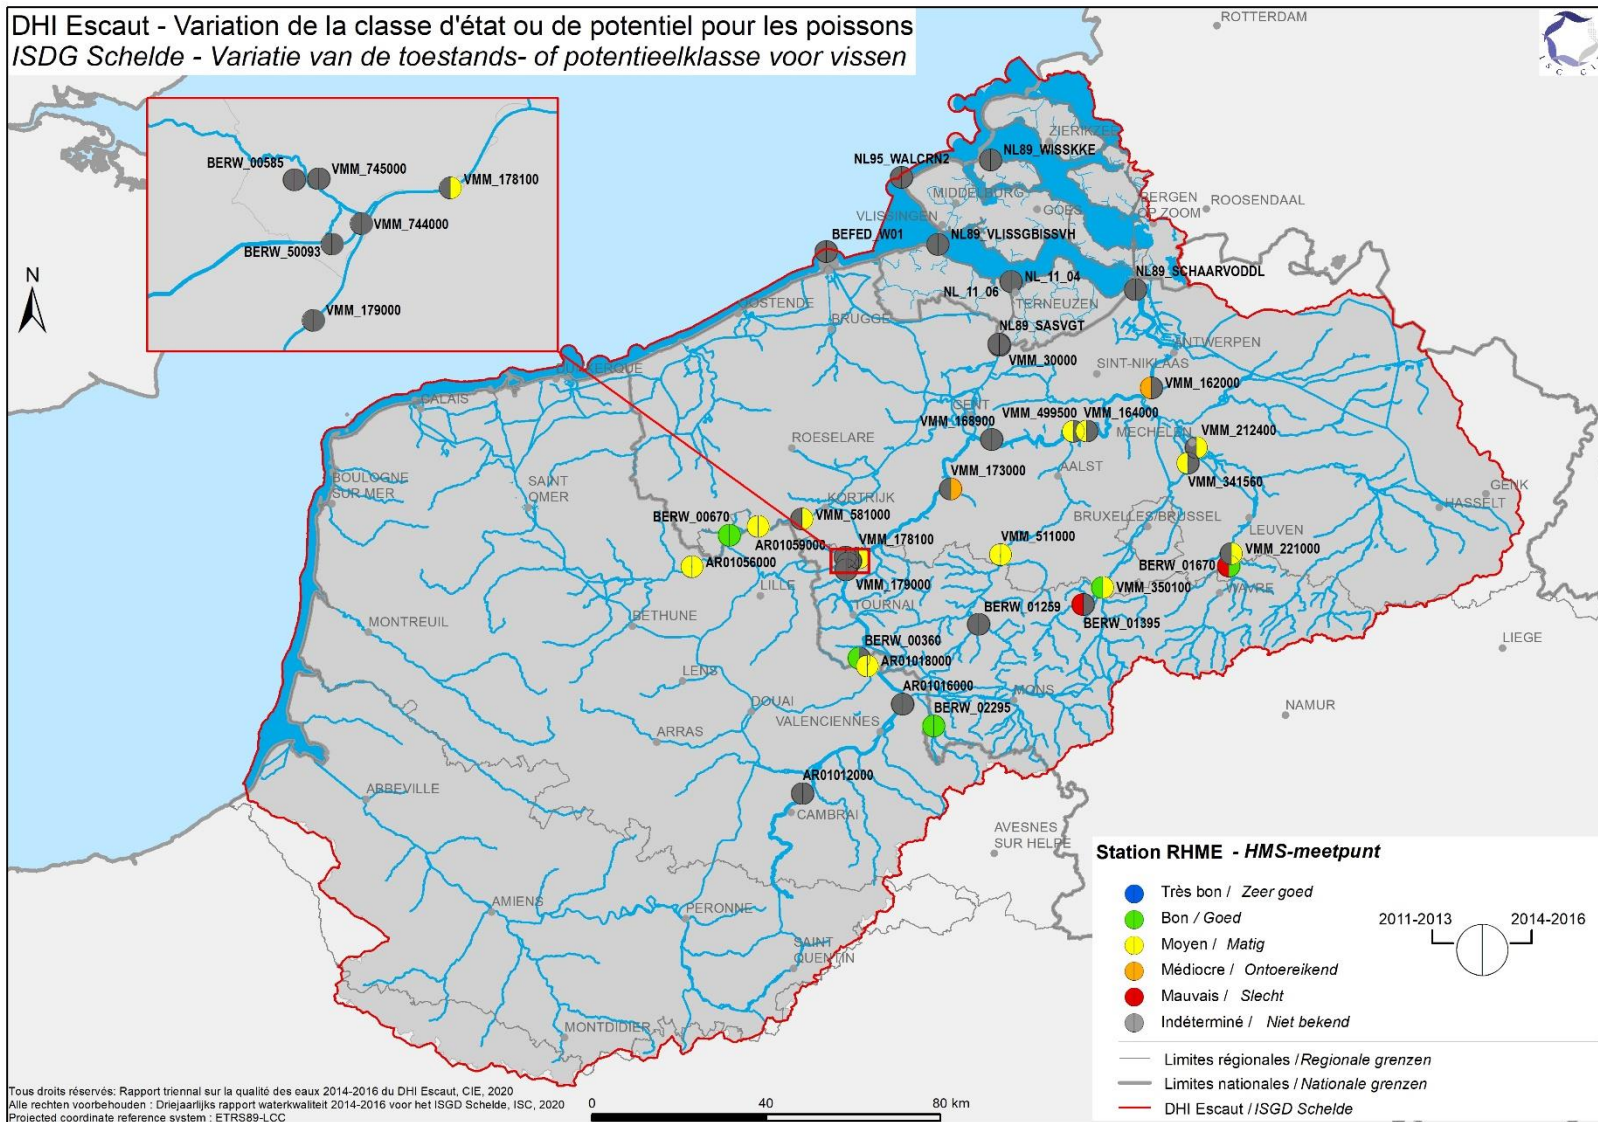 DHI Escaut - Variation de la classe d'état ou de potentiel pour les poissons
ISDG Schelde - Variatie van de toestands- of potentieelklasse voor vissen
ROTTERDAM
ISC CIE
BERW_00585
VMM_745000
VMM_178100
VMM_744000
BERW_50093
VMM_179000
N
ZIERIKZEE
NL89_WISSKKE
NL95_WALCRN2
MIDDELBURG
GOES
BERGEN
OP ZOOM
ROOSENDAAL
VLISSINGEN
NL89_VLISSGBISSVH
BEFED_W01
NL_11_04
NL89_SCHAARVODDL
NL_11_06
TERNEUZEN
OOSTENDE
BRUGGE
NL89_SASVGT
VMM_30000
ANTWERPEN
SINT-NIKLAAS
DUNKERQUE
CALAIS
VMM_162000
GENT
VMM_499500
VMM_164000
VMM_168900
MECHELEN
VMM_212400
ROESELARE
AALST
VMM_341560
BOULOGNE
SUR MER
SAINT
OMER
VMM_173000
GENK
HASSELT
KORTRIJK
BERW_00670
VMM_581000
BRUXELLES/BRUSSEL
LEUVEN
AR01059000
VMM_178100
VMM_511000
VMM_221000
AR01056000
BERW_01670
VMM_179000
LILLE
VMM_350100
WAVRE
TOURNAI
BERW_01259
BERW_01395
BETHUNE
MONTREUIL
LIEGE
BERW_00360
AR01018000
LENS
DOUAI
AR01016000
MONS
BERW_02295
VALENCIENNES
NAMUR
ARRAS
AR01012000
ABBEVILLE
CAMBRAI
AVESNES
SUR HELPE
AMIENS
PERONNE
SAINT
QUENTIN
MONTDIDIER
Station RHME - HMS-meetpunt
Très bon / Zeer goed
Bon / Goed
Moyen / Matig
Médiocre / Ontoereikend
Mauvais / Slecht
Indéterminé / Niet bekend
2011-2013
2014-2016
Limites régionales / Regionale grenzen
Limites nationales / Nationale grenzen
DHI Escaut / ISGD Schelde
Tous droits réservés: Rapport triennal sur la qualité des eaux 2014-2016 du DHI Escaut, CIE, 2020
Alle rechten voorbehouden : Driejaarlijks rapport waterkwaliteit 2014-2016 voor het ISGD Schelde, ISC, 2020
Projected coordinate reference system : ETRS89-LCC
0 40 80 km